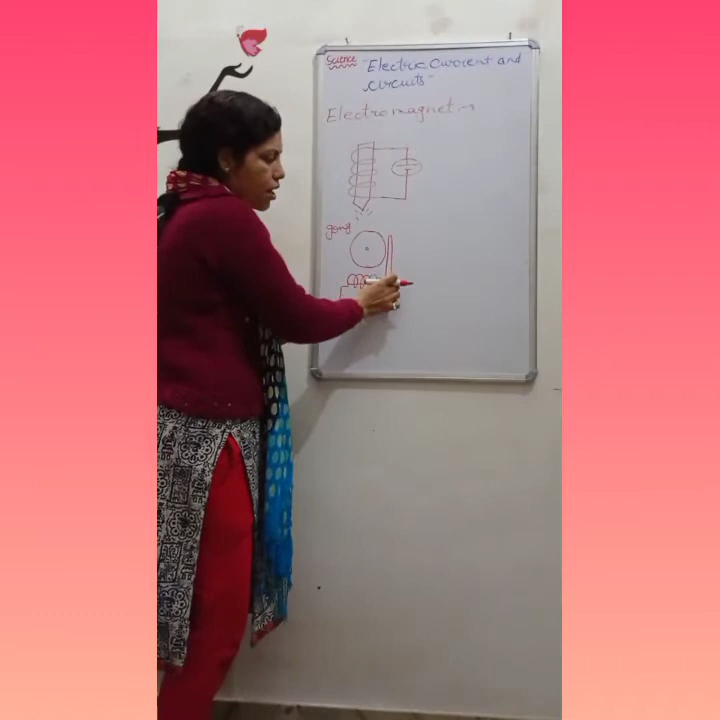 Science "Electric Current and
circuits"
Electromagnet →
gong